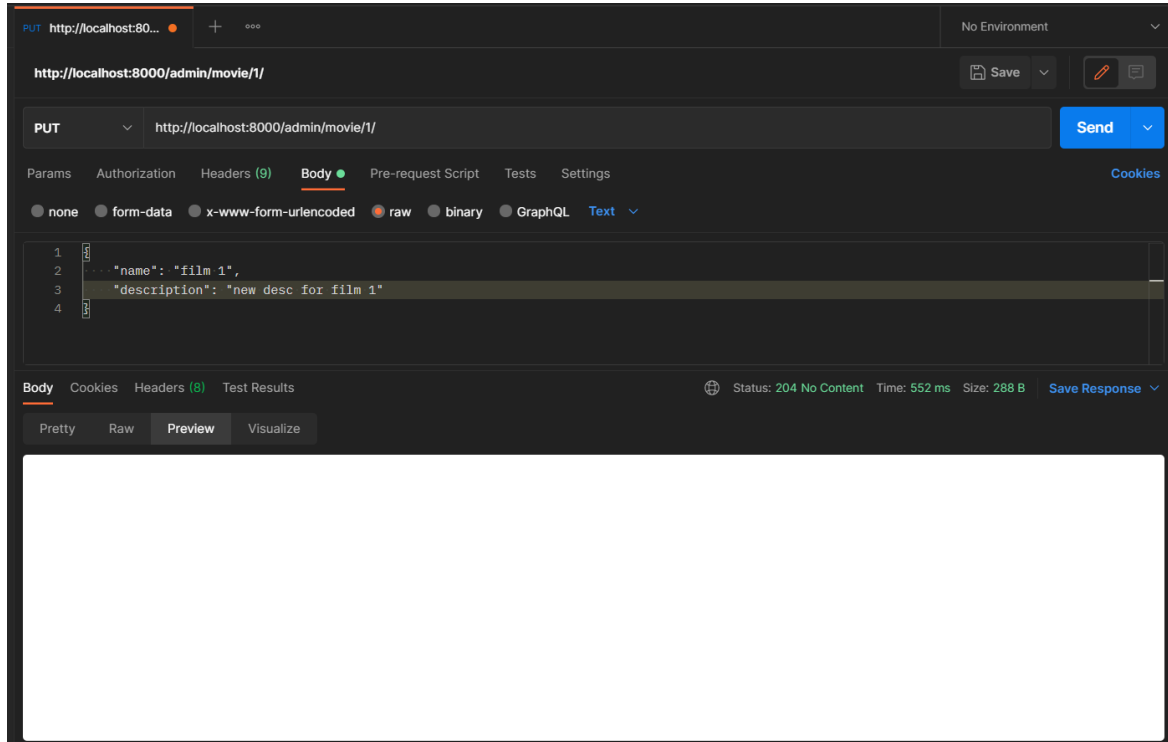 PUT http://localhost:80... No Environment
http://localhost:8000/admin/movie/1/ Save
PUT http://localhost:8000/admin/movie/1/ Send
Params Authorization Headers (9) Body Pre-request Script Tests Settings Cookies
none form-data x-www-form-urlencoded raw binary GraphQL Text
1 {
2 "name": "film 1",
3 "description": "new desc for film 1"
4 }
Body Cookies Headers (8) Test Results Status: 204 No Content Time: 552 ms Size: 288 B Save Response
Pretty Raw Preview Visualize